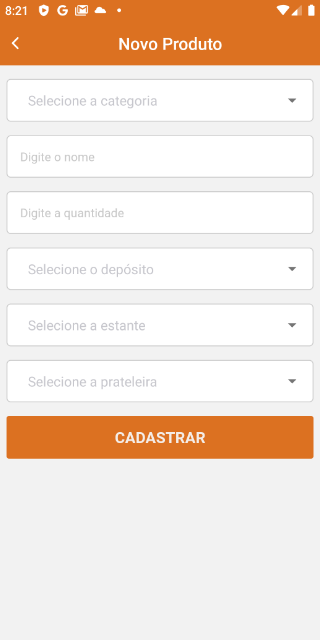 8:21
Novo Produto
Selecione a categoria
Digite o nome
Digite a quantidade
Selecione o depósito
Selecione a estante
Selecione a prateleira
CADASTRAR